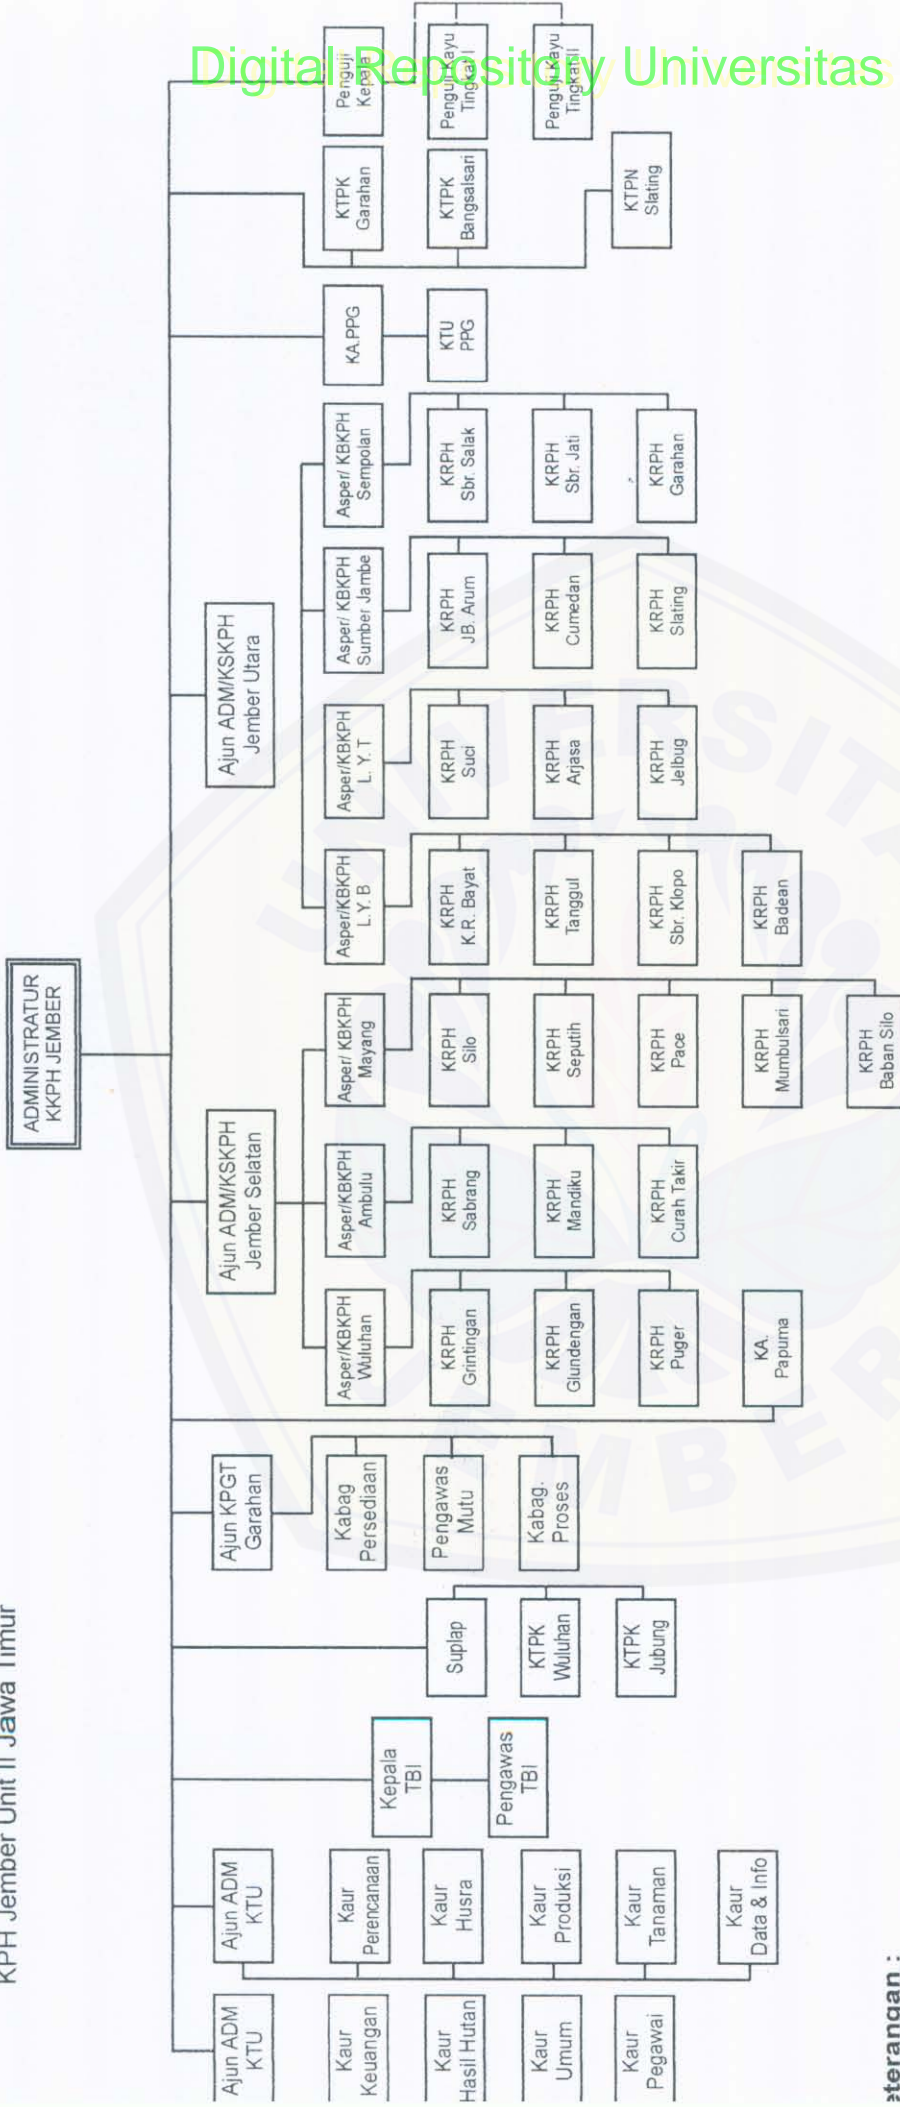 Digital Repository Universitas
KPH Jember Unit II Jawa Timur
ADMINISTRATUR
KKPH JEMBER
Ajun ADM
KTU
Kaur
Keuangan
Kaur
Hasil Hutan
Kaur
Umum
Kaur
Pegawai
Ajun ADM
KTU
Kaur
Perencanaan
Kaur
Husra
Kaur
Produksi
Kaur
Tanaman
Kaur
Data & Info
Kepala
TBI
Pengawas
TBI
Suplap
KTPK
Wuluhan
KTPK
Jubung
Ajun KPGT
Garahan
Kabag
Persediaan
Pengawas
Mutu
Kabag.
Proses
Ajun ADM/KSKPH
Jember Selatan
Asper/KBKPH
Wuluhan
KRPH
Grintingan
KRPH
Glundengan
KRPH
Puger
KA.
Papuma
Asper/KBKPH
Ambulu
KRPH
Sabrang
KRPH
Mandiku
KRPH
Curah Takir
Asper/ KBKPH
Mayang
KRPH
Silo
KRPH
Seputih
KRPH
Pace
KRPH
Mumbulsari
KRPH
Baban Silo
Ajun ADM/KSKPH
Jember Utara
Asper/KBKPH
L.Y.B
KRPH
K.R. Bayat
KRPH
Tanggul
KRPH
Sbr. Klopo
KRPH
Badean
Asper/KBKPH
L. Y. T
KRPH
Suci
KRPH
Arjasa
KRPH
Jelbug
Asper/ KBKPH
Sumber Jambe
KRPH
JB. Arum
KRPH
Cumedan
KRPH
Slating
Asper/ KBKPH
Sempolan
KRPH
Sbr. Salak
KRPH
Sbr. Jati
KRPH
Garahan
KA.PPG
KTU
PPG
KTPK
Garahan
KTPK
Bangsalsari
KTPN
Slating
Penguji
Kepala
Penguji Kayu
Penguji Kayu
eterangan :
UNIVERSITA
EMBER